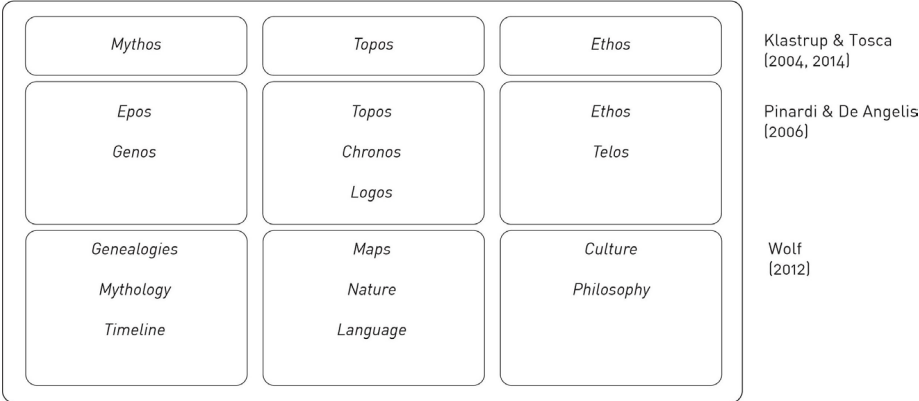 Mythos
Topos
Ethos
Klastrup & Tosca
(2004, 2014)
Epos
Topos
Ethos
Pinardi & De Angelis
(2006)
Genos
Chronos
Telos
Logos
Genealogies
Maps
Culture
Wolf
(2012)
Mythology
Nature
Philosophy
Timeline
Language